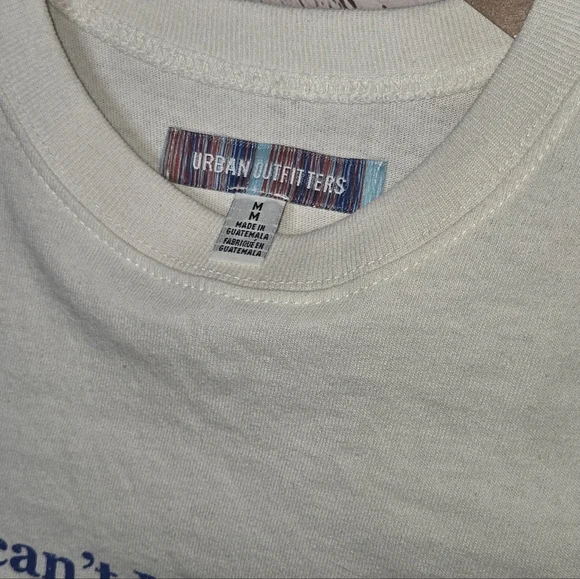 URBAN OUTFITTERS
M
M
MADE IN
GUATEMALA
FABRIQUE EN
GUATEMALA
can't